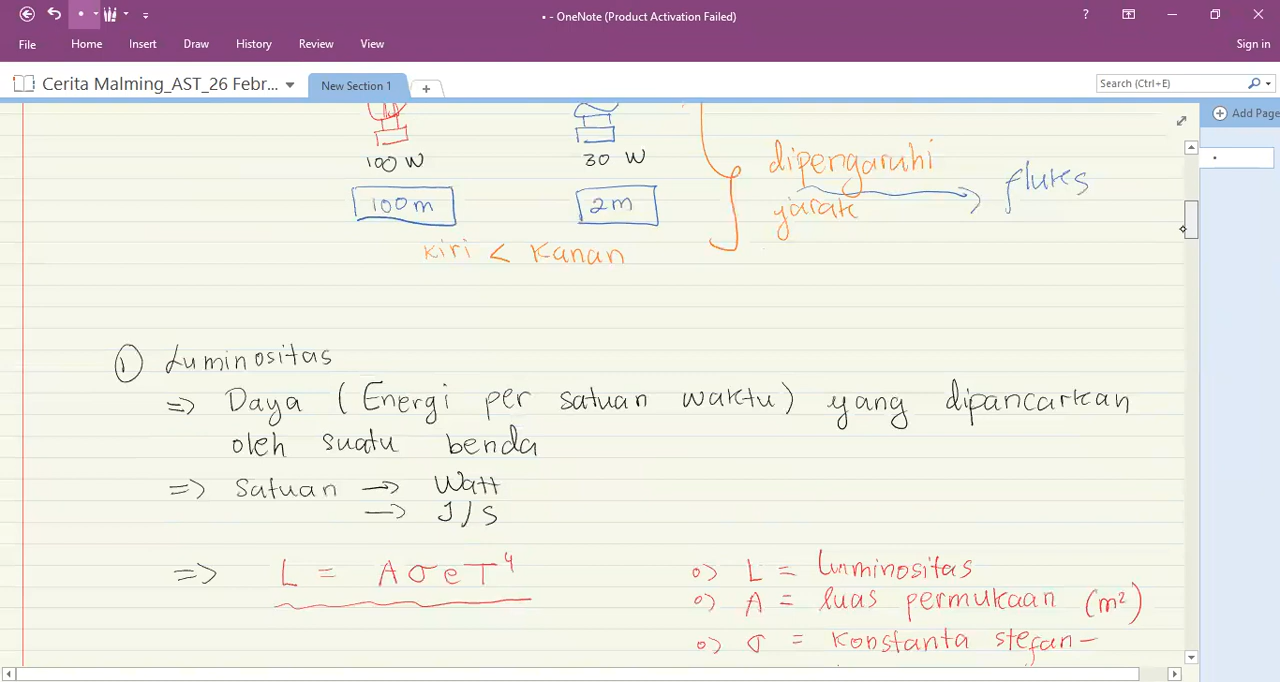 - OneNote (Product Activation Failed)
?
File Home Insert Draw History Review View
Sign in
Cerita Malming_AST_26 Febr...
New Section 1
Search (Ctrl+E)
Add Page
100 W
30 W
100 m
2 m
kiri < kanan
dipengaruhi
jarak
fluks
① Luminositas
=> Daya (Energi per satuan waktu) yang dipancarkan
oleh suatu benda
=> Satuan → Watt
→ J/S
=> L = AσeT⁴
o) L = Luminositas
o) A = luas permukaan (m²)
o) σ = konstanta stefan-